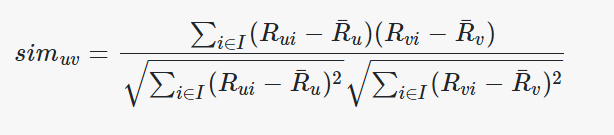 $sim_{uv} = \frac{\sum_{i \in I} (R_{ui} - \bar{R}_u)(R_{vi} - \bar{R}_v)}{\sqrt{\sum_{i \in I} (R_{ui} - \bar{R}_u)^2} \sqrt{\sum_{i \in I} (R_{vi} - \bar{R}_v)^2}}$